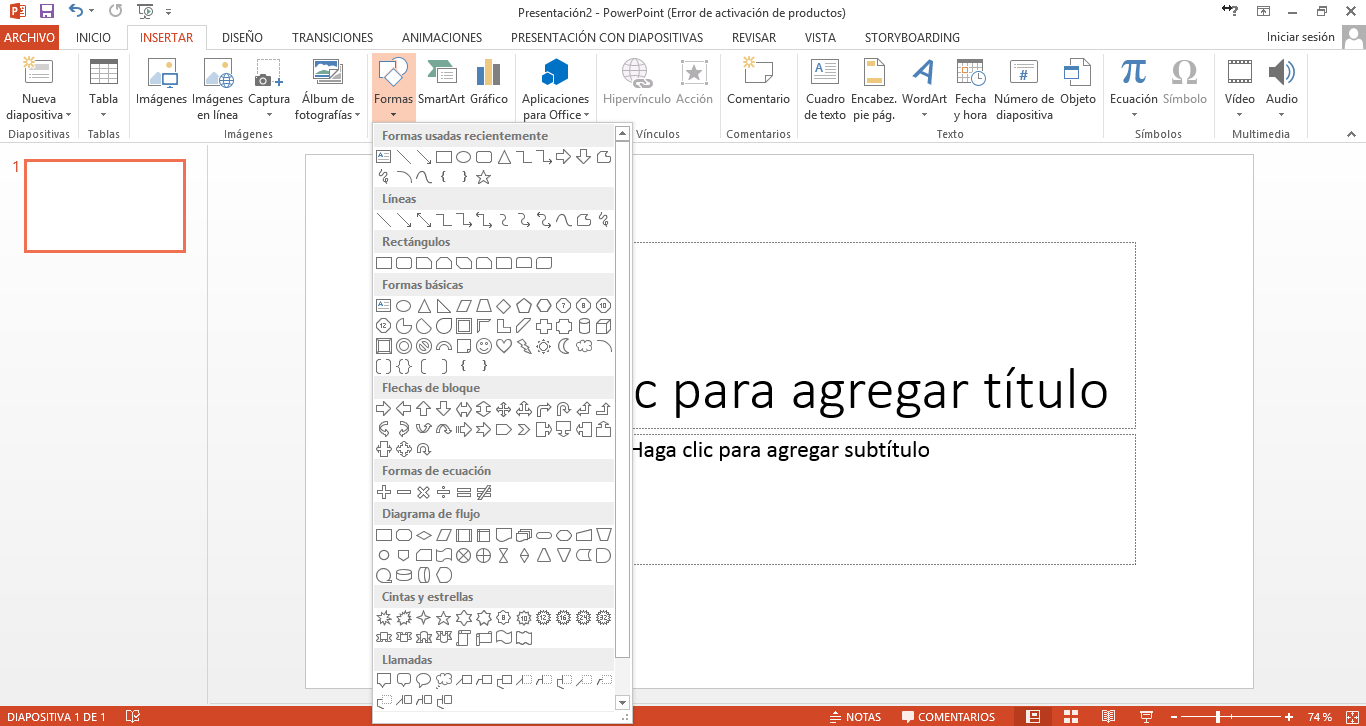 Presentación2 - PowerPoint (Error de activación de productos)
ARCHIVO INICIO INSERTAR DISEÑO TRANSICIONES ANIMACIONES PRESENTACIÓN CON DIAPOSITIVAS REVISAR VISTA STORYBOARDING Iniciar sesión
Nueva diapositiva
Tabla
Imágenes
Imágenes en línea
Captura
Álbum de fotografías
Formas
SmartArt
Gráfico
Aplicaciones para Office
Hipervínculo
Acción
Comentario
Cuadro de texto
Encabez. pie pág.
WordArt
Fecha y hora
Número de diapositiva
Objeto
Ecuación
Símbolo
Vídeo
Audio
Diapositivas Tablas Imágenes Vínculos Comentarios Texto Símbolos Multimedia
1
Formas usadas recientemente
Líneas
Rectángulos
Formas básicas
Flechas de bloque
Formas de ecuación
Diagrama de flujo
Cintas y estrellas
Llamadas
c para agregar título
Haga clic para agregar subtítulo
DIAPOSITIVA 1 DE 1 NOTAS COMENTARIOS 74 %